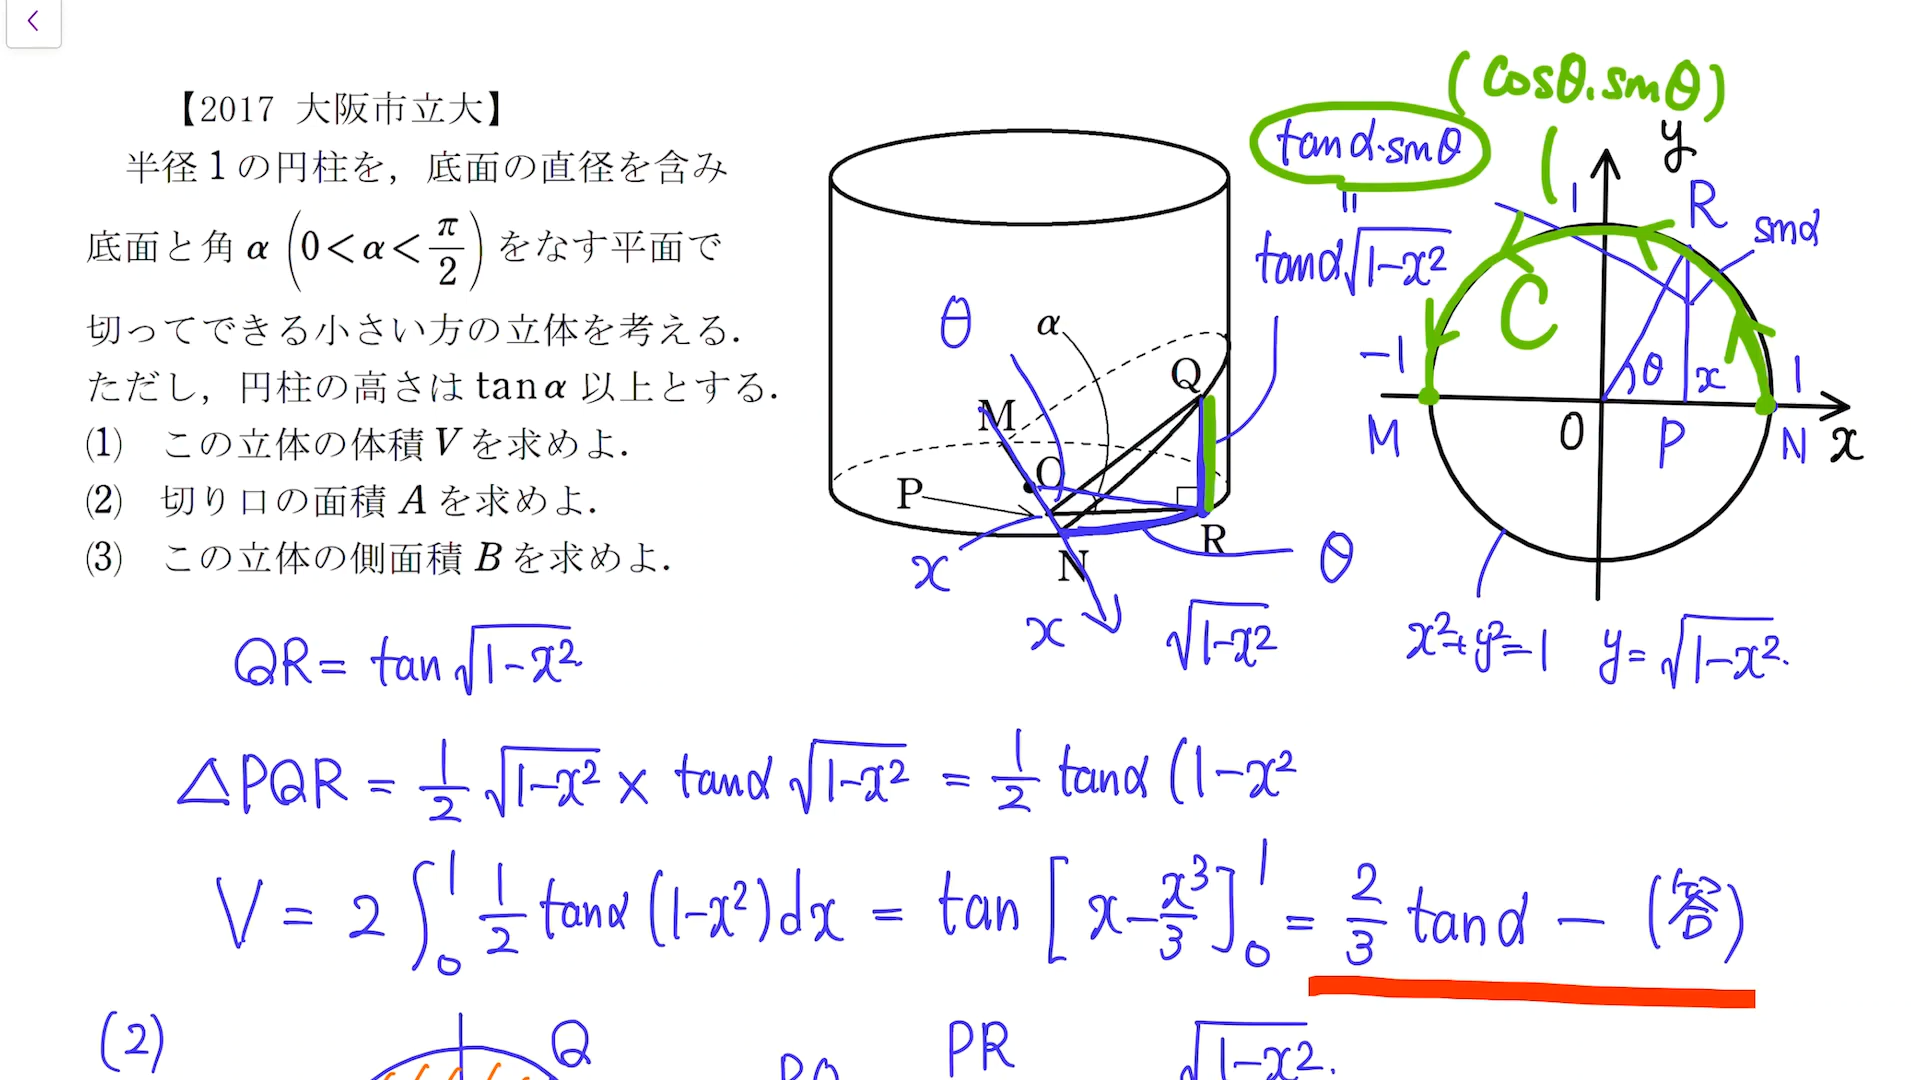 【2017 大阪市立大】
半径1の円柱を，底面の直径を含み
底面と角 α (0<α<π/2) をなす平面で
切ってできる小さい方の立体を考える．
ただし，円柱の高さは tanα 以上とする．
(1) この立体の体積 V を求めよ．
(2) 切り口の面積 A を求めよ．
(3) この立体の側面積 B を求めよ．
θ
α
Q
M
O
P
R
N
x
x
θ
√1-x²
tanα·sinθ
=
tanα√1-x²
(cosθ, sinθ)
y
1
R
sinα
C
-1
θ
x
1
M
O
P
N
x
x²+y²=1 y=√1-x².
QR= tan√1-x²
△PQR = 1/2 √1-x² × tanα √1-x² = 1/2 tanα (1-x²
V = 2∫₀¹ 1/2 tanα (1-x²)dx = tan [x-x³/3]₀¹ = 2/3 tanα - (答)
(2)
Q
PQ
PR
√1-x².